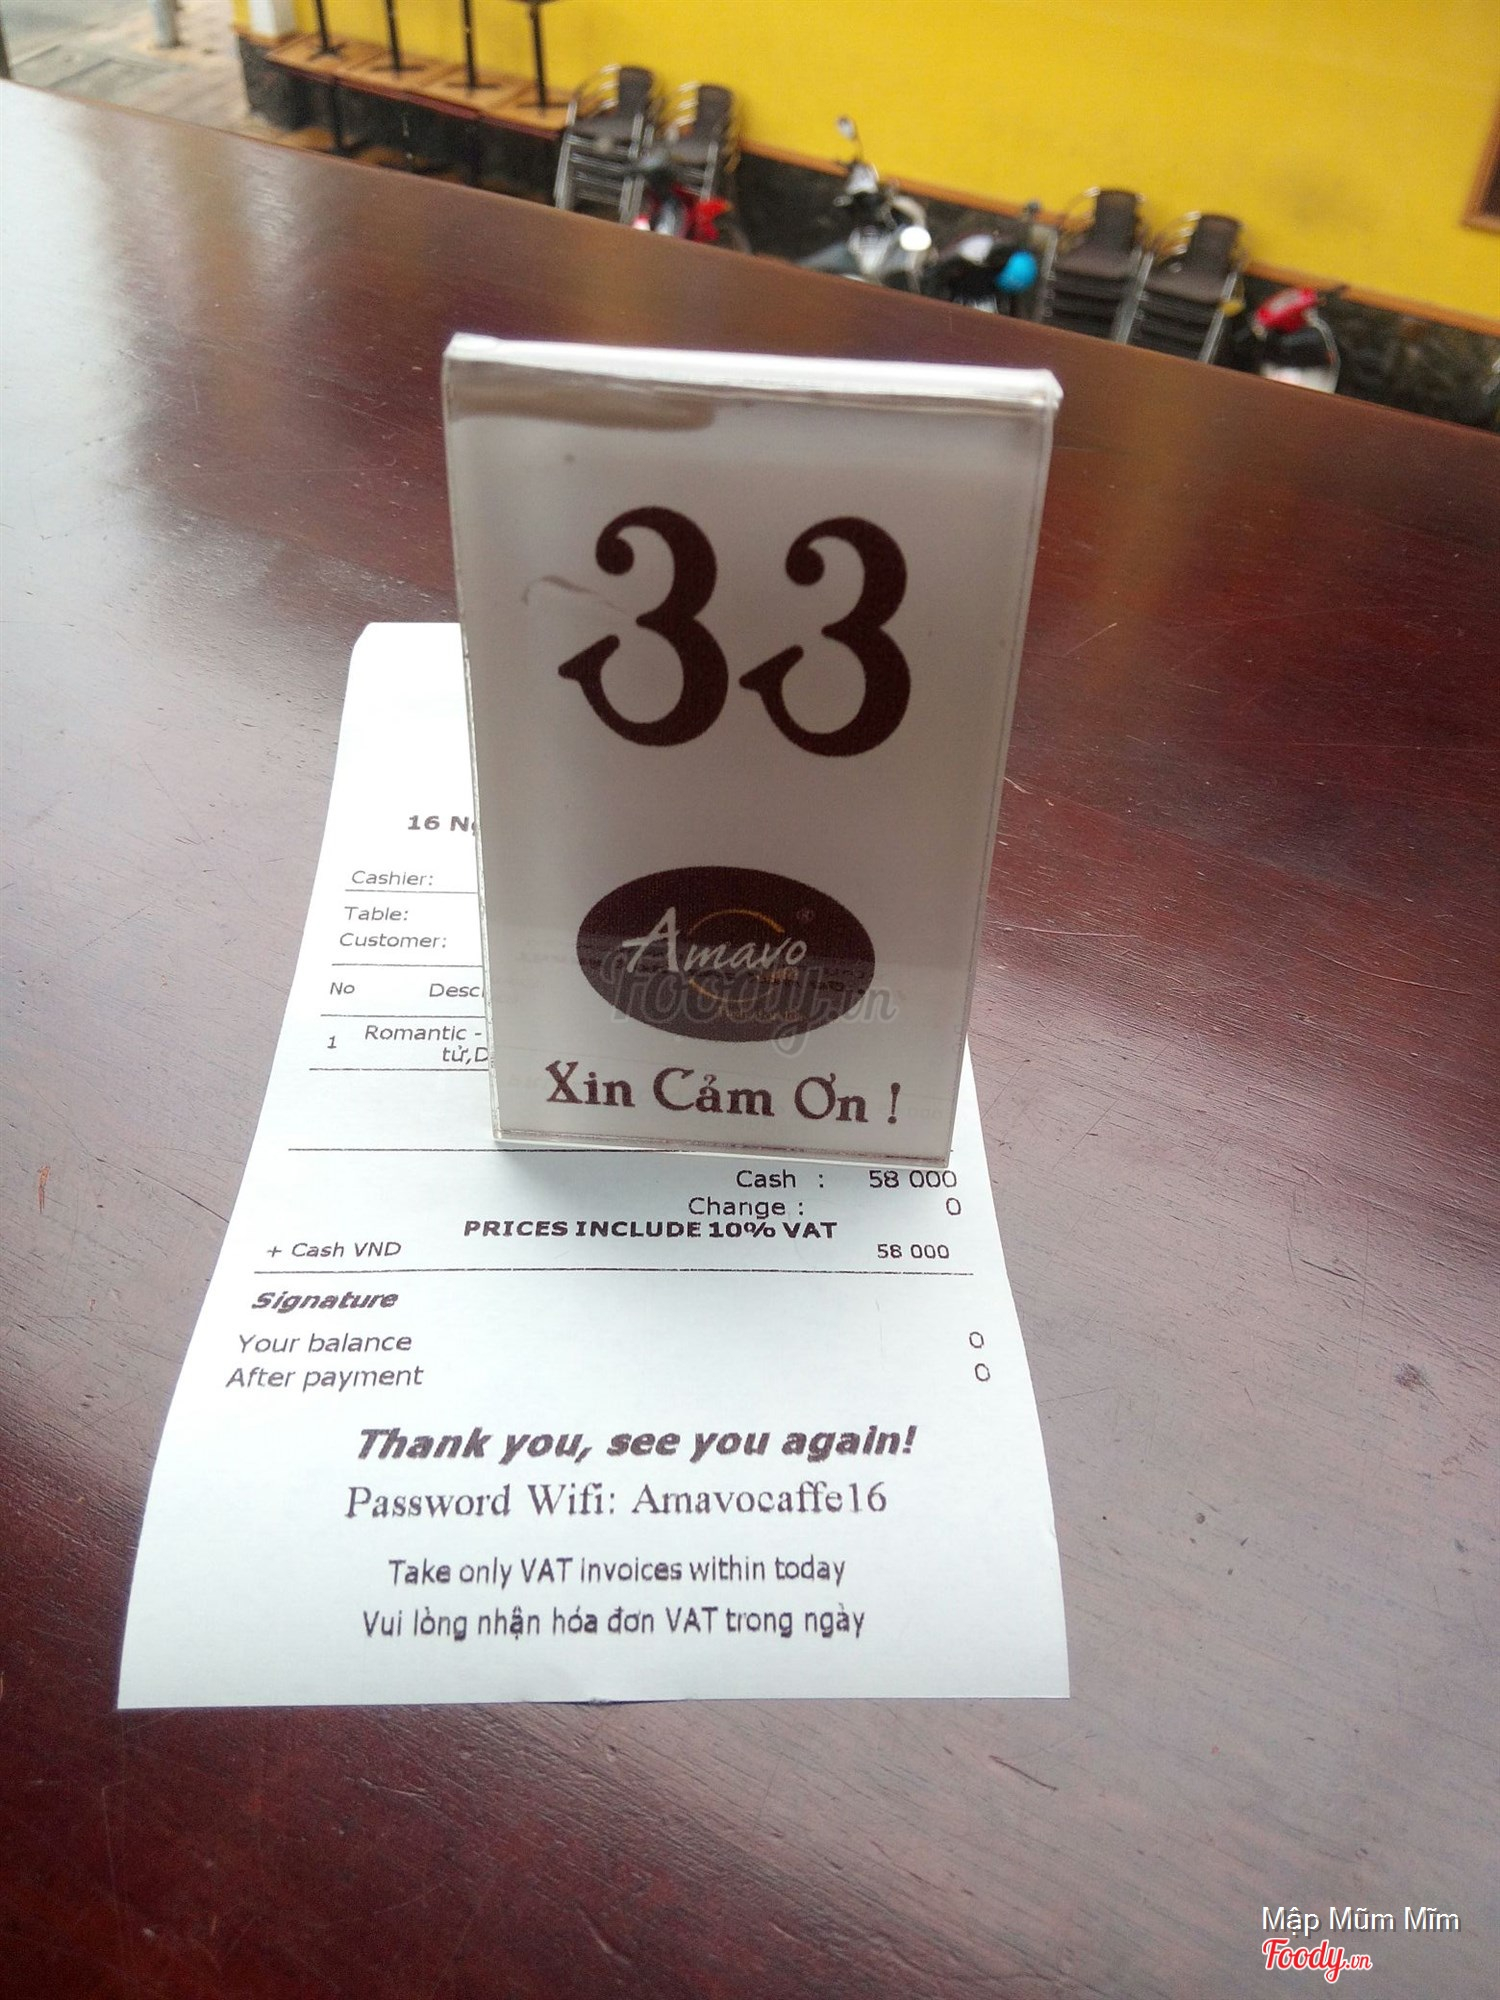 33
Amavo
Xin Cảm Ơn !
16
Cashier:
Table:
Customer:
No
1 Romantic -
Cash : 58 000
Change : 0
PRICES INCLUDE 10% VAT
+ Cash VND 58 000
Signature
Your balance 0
After payment 0
Thank you, see you again!
Password Wifi: Amavocaffe16
Take only VAT invoices within today
Vui lòng nhận hóa đơn VAT trong ngày
Foody.vn
Mập Mũm Mĩm
Foody.vn